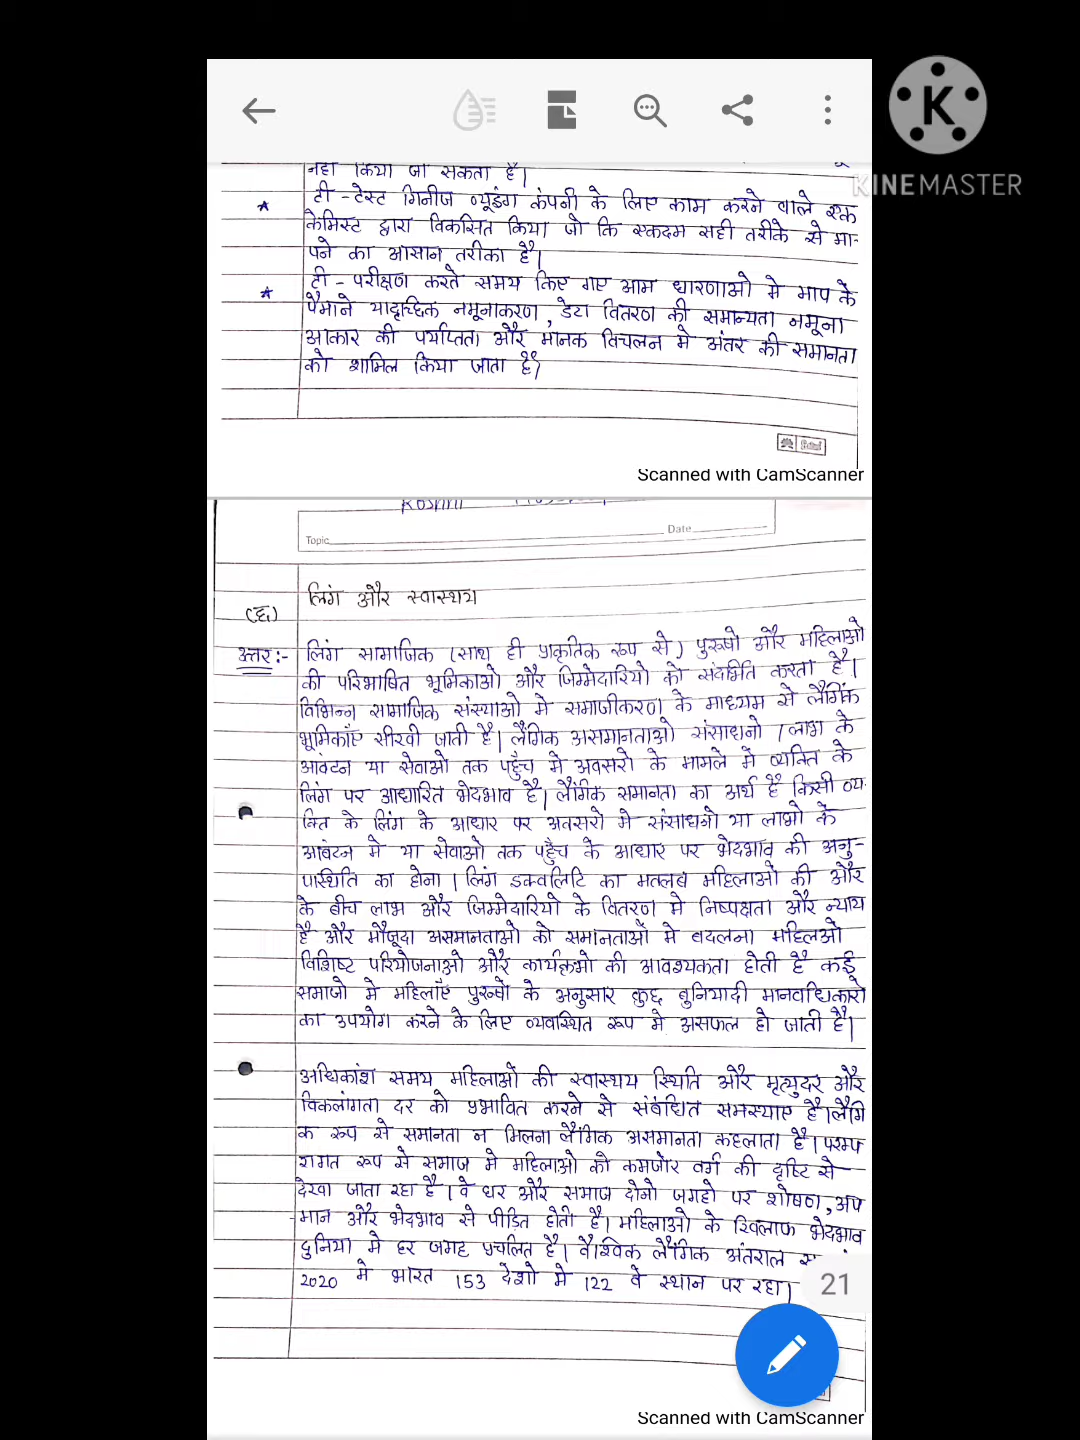 KINEMASTER
नही किया जा सकता है।
* टी-टेस्ट गिनीज व्यूइंग कंपनी के लिए काम करने वाले एक
केमिस्ट द्वारा विकसित किया जो कि एकदम सही तरीके से मा-
पने का आसान तरीका है।
* टी-परीक्षण करते समय किए गए आम धारणाओ मे माप के
पैमाने यादृच्छिक नमूनाकरण, डेटा वितरण की समान्यता नमूना
आकार की पर्याप्तता और मानक विचलन मे अंतर की समानता
को शामिल किया जाता है।
Scanned with CamScanner
Topic Date
(छ) लिंग और स्वास्थय
उत्तर:- लिंग सामाजिक (साथ ही प्राकृतिक रूप से) पुरुषो और महिलाओ
की परिभाषित भूमिकाओ और जिम्मेदारियो को संदर्भित करता है।
विभिन्न सामाजिक संस्थाओ मे समाजीकरण के माध्यम से लैंगिक
भूमिकाएँ सीखी जाती है। लैंगिक असमानताओ संसाधनो / लाभ के
आवंटन या सेवाओ तक पहुँच मे अवसरो के मामले मे व्यक्ति के
लिंग पर आधारित भेदभाव है। लैंगिक समानता का अर्थ है किसी व्य-
क्ति के लिंग के आधार पर अवसरो मे संसाधनो या लाभो के
आवंटन मे या सेवाओ तक पहुँच के आधार पर भेदभाव की अनु-
पास्थिति का होना। लिंग इक्वलिटि का मतलब महिलाओ की और
के बीच लाभ और जिम्मेदारियो के वितरण मे निष्पक्षता और न्याय
है और मौजूदा असमानताओ को समानताओ मे बदलना महिलओ
विशिष्ट परियोजनाओ और कार्यक्रमो की आवश्यकता होती है कई
समाजो मे महिलाएँ पुरुषो के अनुसार कुछ बुनियादी मानवाधिकारो
का उपयोग करने के लिए व्यवस्थित रूप मे असफल हो जाती है।
अधिकांश समय महिलाओ की स्वास्थय स्थिति और मृत्युदर और
विकलांगता दर को प्रभावित करने से संबंधित समस्याए है। लैंगि
क रूप से समानता न मिलना लैंगिक असमानता कहलाता है। परम्प
रागत रूप से समाज मे महिलाओ को कमजोर वर्ग की दृष्टि से
देखा जाता रहा है। वे घर और समाज दोनो जगहो पर शोषण, अप
-मान और भेदभाव से पीड़ित होती है। महिलाओ के खिलाफ भेदभाव
दुनिया मे हर जगह प्रचलित है। वैश्विक लैंगिक अंतराल
2020 मे भारत 153 देशो मे 122 वे स्थान पर रहा।
21
Scanned with CamScanner